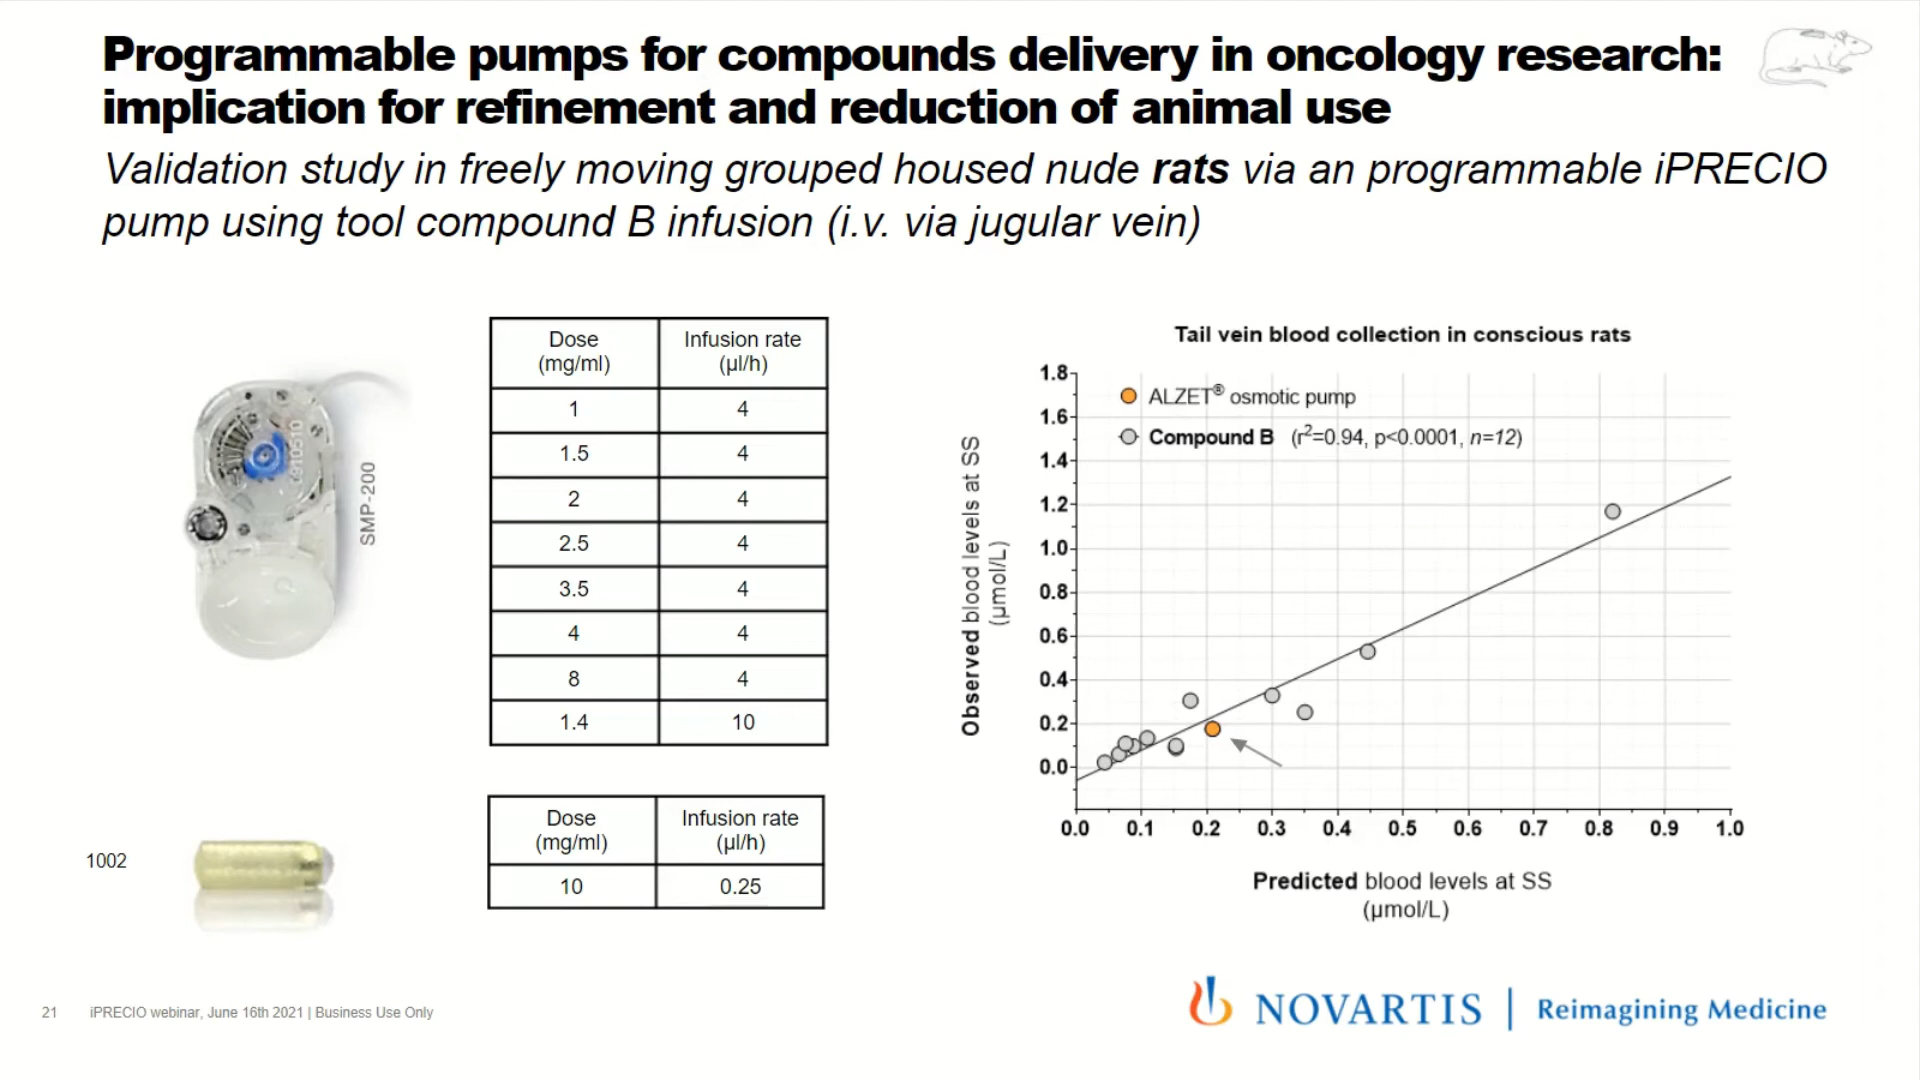 Programmable pumps for compounds delivery in oncology research:
implication for refinement and reduction of animal use
Validation study in freely moving grouped housed nude rats via an programmable iPRECIO
pump using tool compound B infusion (i.v. via jugular vein)
SMP-200
Dose
(mg/ml)
Infusion rate
(µl/h)
1 4
1.5 4
2 4
2.5 4
3.5 4
4 4
8 4
1.4 10
1002
Dose
(mg/ml)
Infusion rate
(µl/h)
10 0.25
Tail vein blood collection in conscious rats
ALZET® osmotic pump
Compound B (r²=0.94, p<0.0001, n=12)
Observed blood levels at SS
(µmol/L)
1.8
1.6
1.4
1.2
1.0
0.8
0.6
0.4
0.2
0.0
0.0 0.1 0.2 0.3 0.4 0.5 0.6 0.7 0.8 0.9 1.0
Predicted blood levels at SS
(µmol/L)
21 iPRECIO webinar, June 16th 2021 | Business Use Only
NOVARTIS | Reimagining Medicine